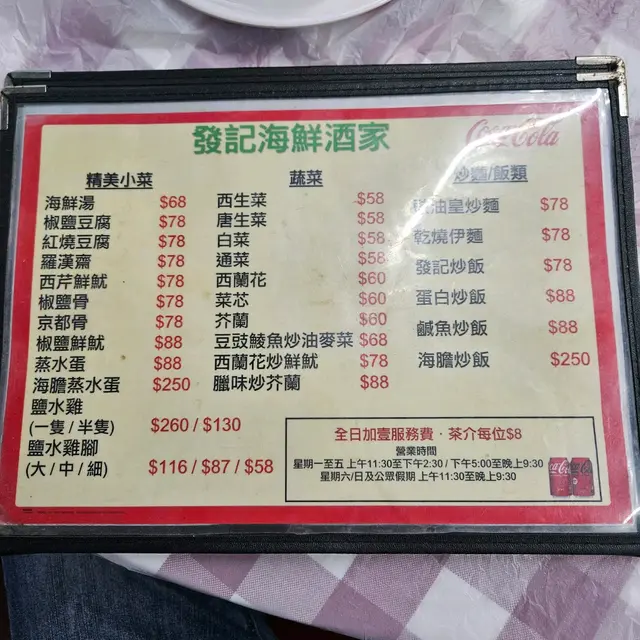 發記海鮮酒家
Coca-Cola
精美小菜
海鮮湯 $68
椒鹽豆腐 $78
紅燒豆腐 $78
羅漢齋 $78
西芹鮮魷 $78
椒鹽骨 $78
京都骨 $78
椒鹽鮮魷 $88
蒸水蛋 $88
海膽蒸水蛋 $250
鹽水雞
(一隻 / 半隻) $260 / $130
鹽水雞腳
(大 / 中 / 細) $116 / $87 / $58
蔬菜
西生菜 $58
唐生菜 $58
白菜 $58
通菜 $58
西蘭花 $60
菜芯 $60
芥蘭 $60
豆豉鯪魚炒油麥菜 $68
西蘭花炒鮮魷 $78
臘味炒芥蘭 $88
炒麵/飯類
油皇炒麵 $78
乾燒伊麵 $78
發記炒飯 $78
蛋白炒飯 $88
鹹魚炒飯 $88
海膽炒飯 $250
全日加壹服務費 · 茶介每位$8
營業時間
星期一至五 上午11:30至下午2:30 / 下午5:00至晚上9:30
星期六/日及公眾假期 上午11:30至晚上9:30